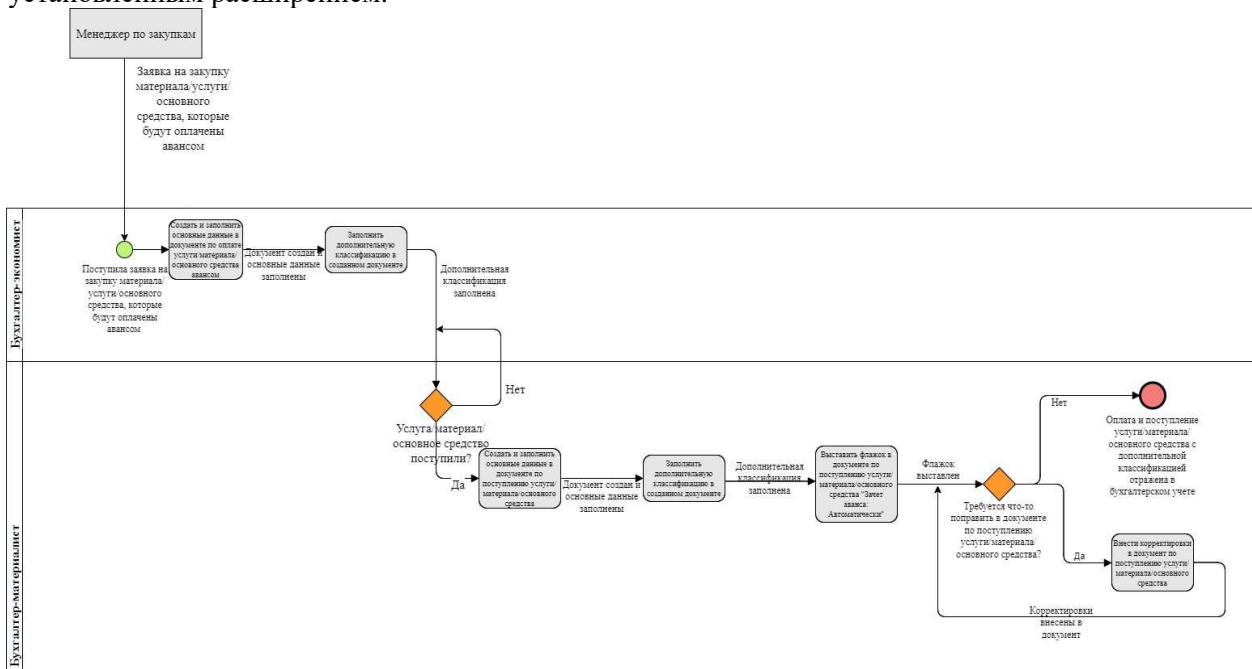 установленным расширением.
Менеджер по закупкам
Заявка на закупку
материала/услуги/
основного
средства, которые
будут оплачены
авансом
Бухгалтер-экономист
Поступила заявка на
закупку материала/
услуги/основного
средства, которые
будут оплачены
авансом
Создать и заполнить
основные данные в
документе по оплате
услуги/материала/
основного средства
авансом
Документ создан и
основные данные
заполнены
Заполнить
дополнительную
классификацию в
созданном документе
Дополнительная
классификация
заполнена
Бухгалтер-материалист
Нет
Услуга/материал/
основное средство
поступили?
Да
Создать и заполнить
основные данные в
документе по
поступлению услуги/
материала/основного
средства
Документ создан и
основные данные
заполнены
Заполнить
дополнительную
классификацию в
созданном документе
Дополнительная
классификация
заполнена
Выставить флажок в
документе по
поступлению услуги/
материала/основного
средства "Зачет
аванса:
Автоматически"
Флажок
выставлен
Требуется что-то
поправить в документе
по поступлению
услуги/материала/
основного средства?
Нет
Оплата и поступление
услуги/материала/
основного средства с
дополнительной
классификацией
отражена в
бухгалтерском учете
Да
Внести корректировки
в документ по
поступлению услуги/
материала/основного
средства
Корректировки
внесены в
документ